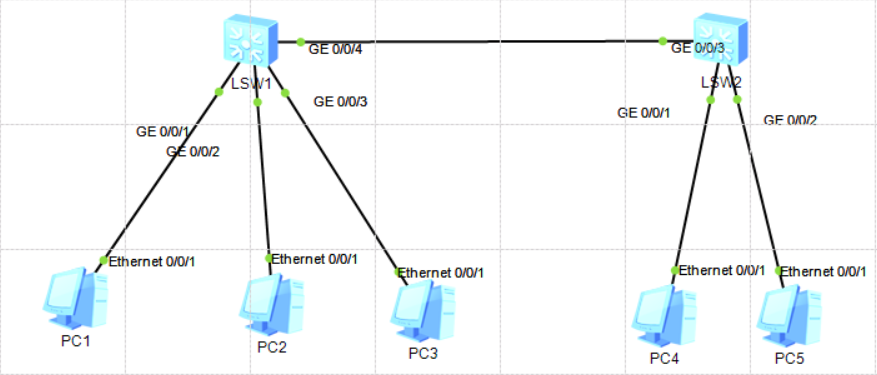 GE 0/0/4
GE 0/0/3
LSW1
LSW2
GE 0/0/3
GE 0/0/1
GE 0/0/2
GE 0/0/1
GE 0/0/2
Ethernet 0/0/1
Ethernet 0/0/1
Ethernet 0/0/1
Ethernet 0/0/1
Ethernet 0/0/1
PC1
PC2
PC3
PC4
PC5